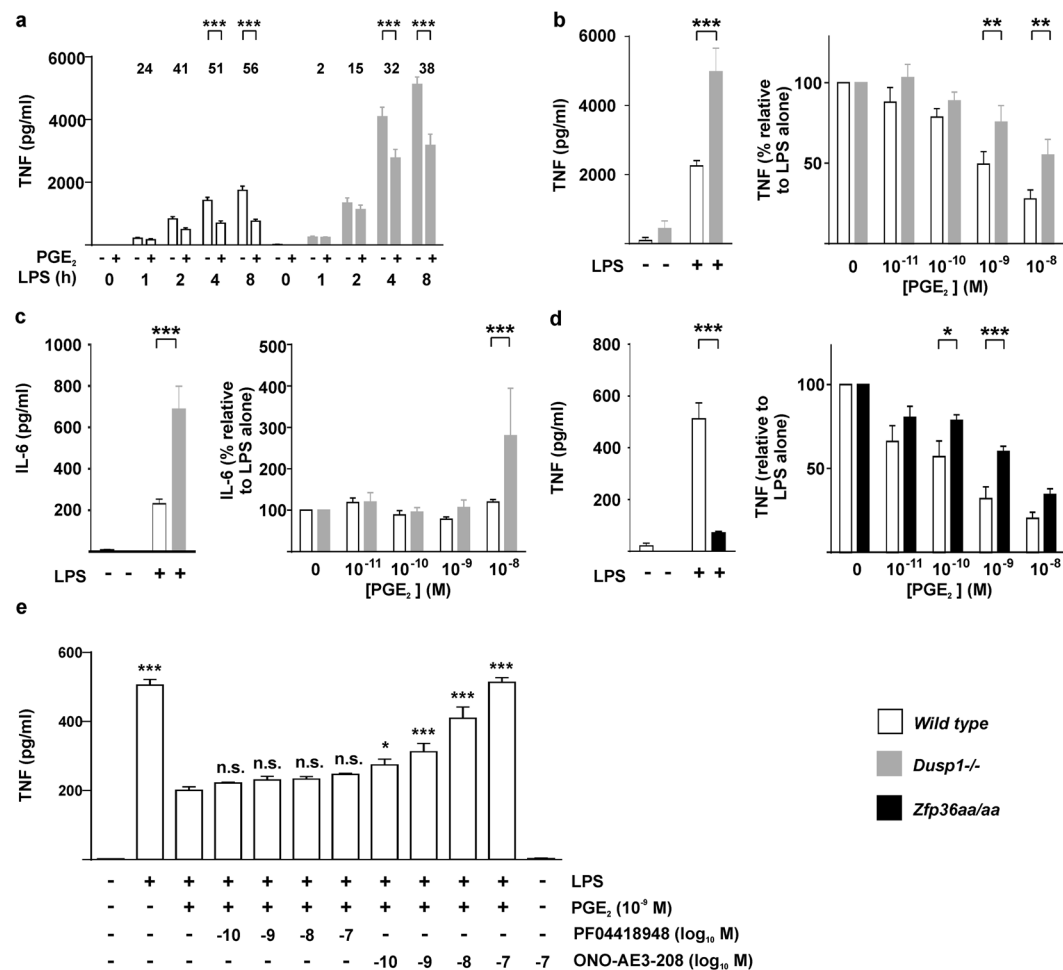 a
*** *** *** ***
24 41 51 56 2 15 32 38
TNF (pg/ml)
6000
4000
2000
PGE₂ - + - + - + - + - + - + - + - + - + - +
LPS (h) 0 1 2 4 8 0 1 2 4 8
b
***
TNF (pg/ml)
6000
4000
2000
0
LPS - - + +
** **
TNF (% relative
to LPS alone)
100
50
0 10⁻¹¹ 10⁻¹⁰ 10⁻⁹ 10⁻⁸
[PGE₂ ] (M)
c
***
IL-6 (pg/ml)
1000
800
600
400
200
0
LPS - - + +
***
IL-6 (% relative
to LPS alone)
500
400
300
200
100
0 10⁻¹¹ 10⁻¹⁰ 10⁻⁹ 10⁻⁸
[PGE₂ ] (M)
d
***
TNF (pg/ml)
800
600
400
200
0
LPS - - + +
* ***
TNF (relative to
LPS alone)
100
50
0 10⁻¹¹ 10⁻¹⁰ 10⁻⁹ 10⁻⁸
[PGE₂ ] (M)
e
TNF (pg/ml)
600
400
200
0
*** n.s. n.s. n.s. n.s. * *** *** ***
- + + + + + + + + + + - LPS
- - + + + + + + + + + - PGE₂ (10⁻⁹ M)
- - - -10 -9 -8 -7 - - - - - PF04418948 (log₁₀ M)
- - - - - - - -10 -9 -8 -7 -7 ONO-AE3-208 (log₁₀ M)
Wild type
Dusp1-/-
Zfp36aa/aa